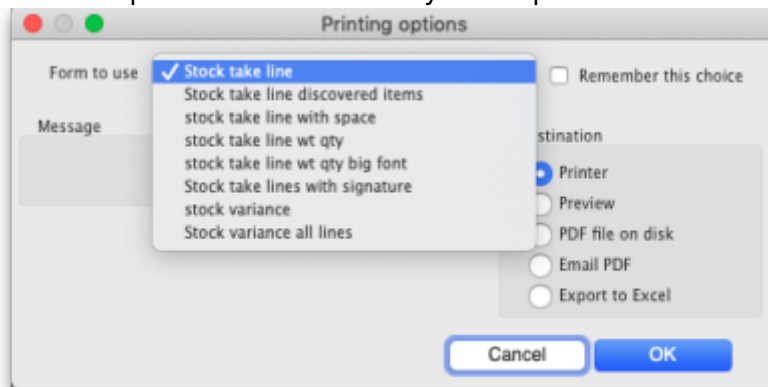 Printing options
Form to use
✓ Stock take line
Stock take line discovered items
stock take line with space
stock take line wt qty
stock take line wt qty big font
Stock take lines with signature
stock variance
Stock variance all lines
Remember this choice
Message
stination
Printer
Preview
PDF file on disk
Email PDF
Export to Excel
Cancel
OK